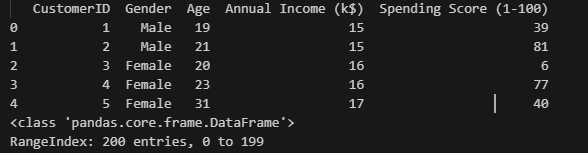 CustomerID Gender Age Annual Income (k$) Spending Score (1-100)
0 1 Male 19 15 39
1 2 Male 21 15 81
2 3 Female 20 16 6
3 4 Female 23 16 77
4 5 Female 31 17 40
<class 'pandas.core.frame.DataFrame'>
RangeIndex: 200 entries, 0 to 199